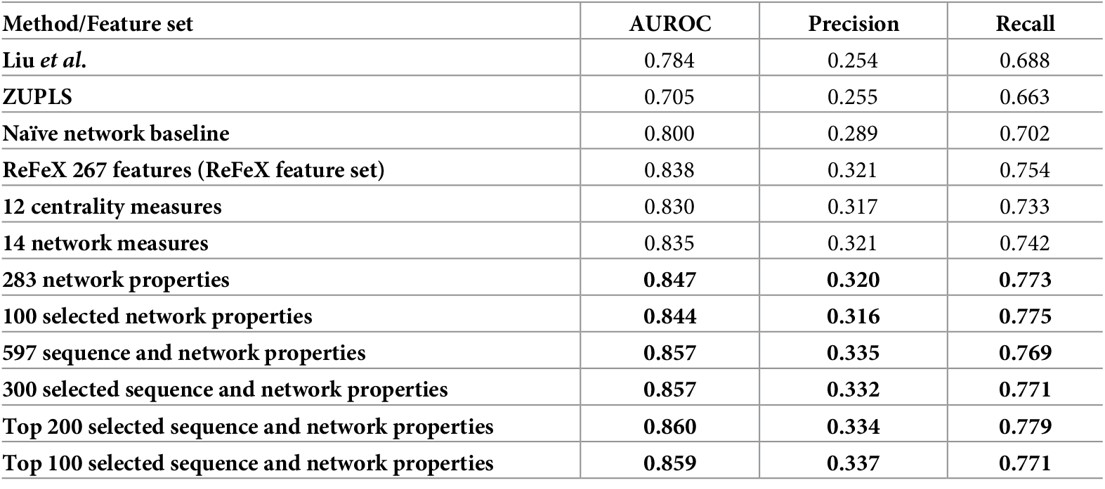 Method/Feature set AUROC Precision Recall
Liu et al. 0.784 0.254 0.688
ZUPLS 0.705 0.255 0.663
Naïve network baseline 0.800 0.289 0.702
ReFeX 267 features (ReFeX feature set) 0.838 0.321 0.754
12 centrality measures 0.830 0.317 0.733
14 network measures 0.835 0.321 0.742
283 network properties 0.847 0.320 0.773
100 selected network properties 0.844 0.316 0.775
597 sequence and network properties 0.857 0.335 0.769
300 selected sequence and network properties 0.857 0.332 0.771
Top 200 selected sequence and network properties 0.860 0.334 0.779
Top 100 selected sequence and network properties 0.859 0.337 0.771